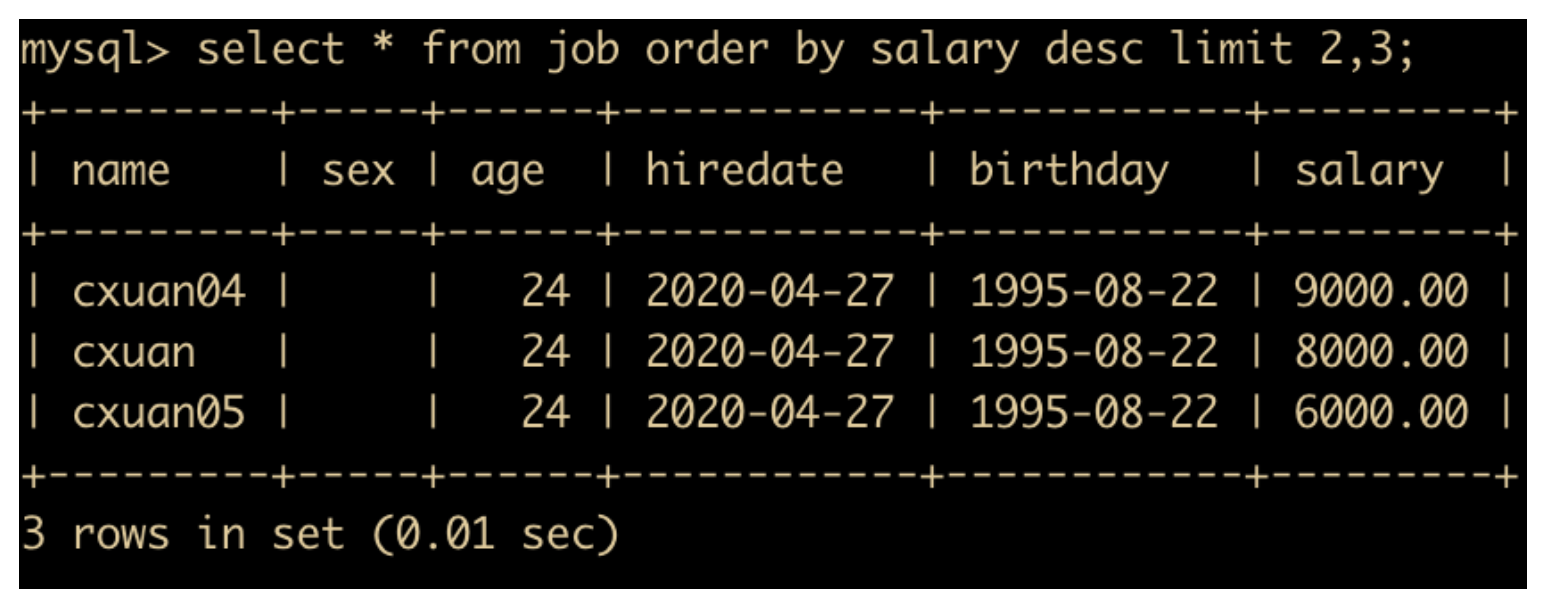 mysql> select * from job order by salary desc limit 2,3;
+---------+-----+------+------------+------------+---------+
| name    | sex | age  | hiredate   | birthday   | salary  |
+---------+-----+------+------------+------------+---------+
| cxuan04 |     |   24 | 2020-04-27 | 1995-08-22 | 9000.00 |
| cxuan   |     |   24 | 2020-04-27 | 1995-08-22 | 8000.00 |
| cxuan05 |     |   24 | 2020-04-27 | 1995-08-22 | 6000.00 |
+---------+-----+------+------------+------------+---------+
3 rows in set (0.01 sec)